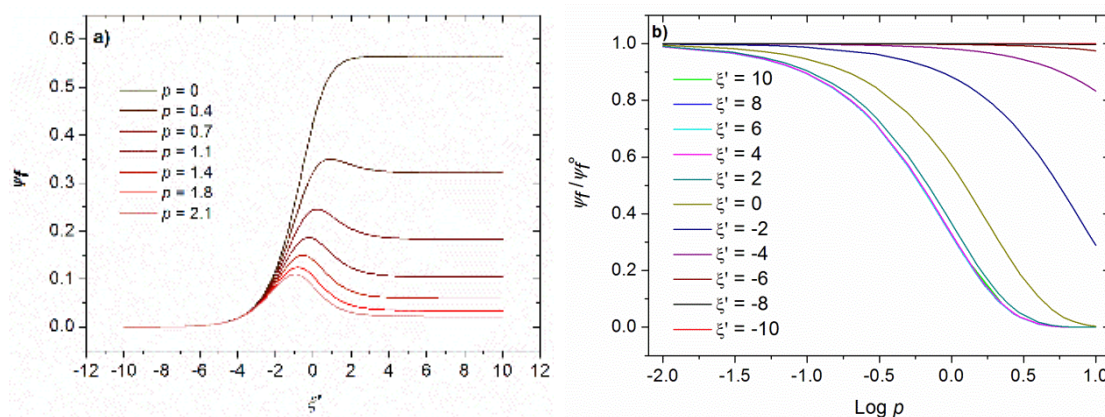 a)
0.6
0.5
0.4
0.3
0.2
0.1
0.0
ψf
p = 0
p = 0.4
p = 0.7
p = 1.1
p = 1.4
p = 1.8
p = 2.1
-12 -10 -8 -6 -4 -2 0 2 4 6 8 10 12
ξ'
b)
1.0
0.8
0.6
0.4
0.2
0.0
ψf / ψf°
ξ' = 10
ξ' = 8
ξ' = 6
ξ' = 4
ξ' = 2
ξ' = 0
ξ' = -2
ξ' = -4
ξ' = -6
ξ' = -8
ξ' = -10
-2.0 -1.5 -1.0 -0.5 0.0 0.5 1.0
Log p